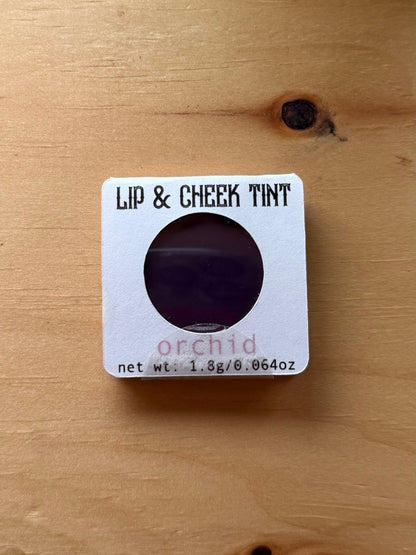 LIP & CHEEK TINT
orchid
net wt: 1.8g/0.064oz